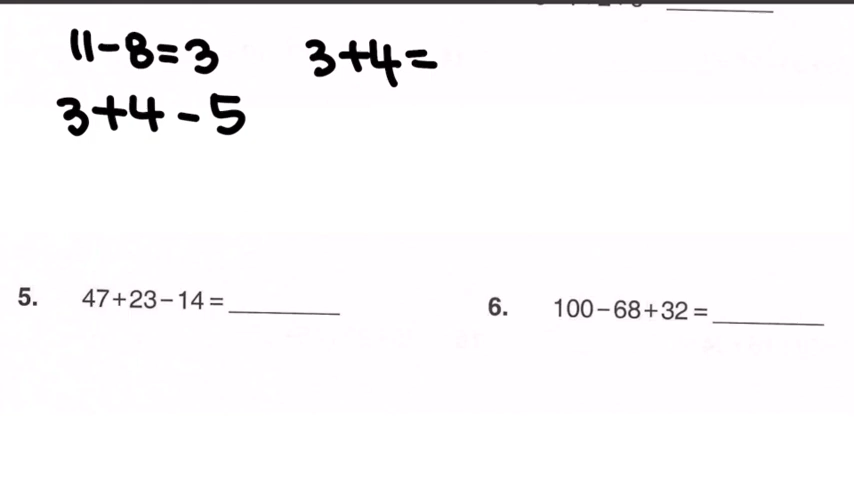 11-8=3 3+4=
3+4-5
5. 47+23-14=
6. 100-68+32=